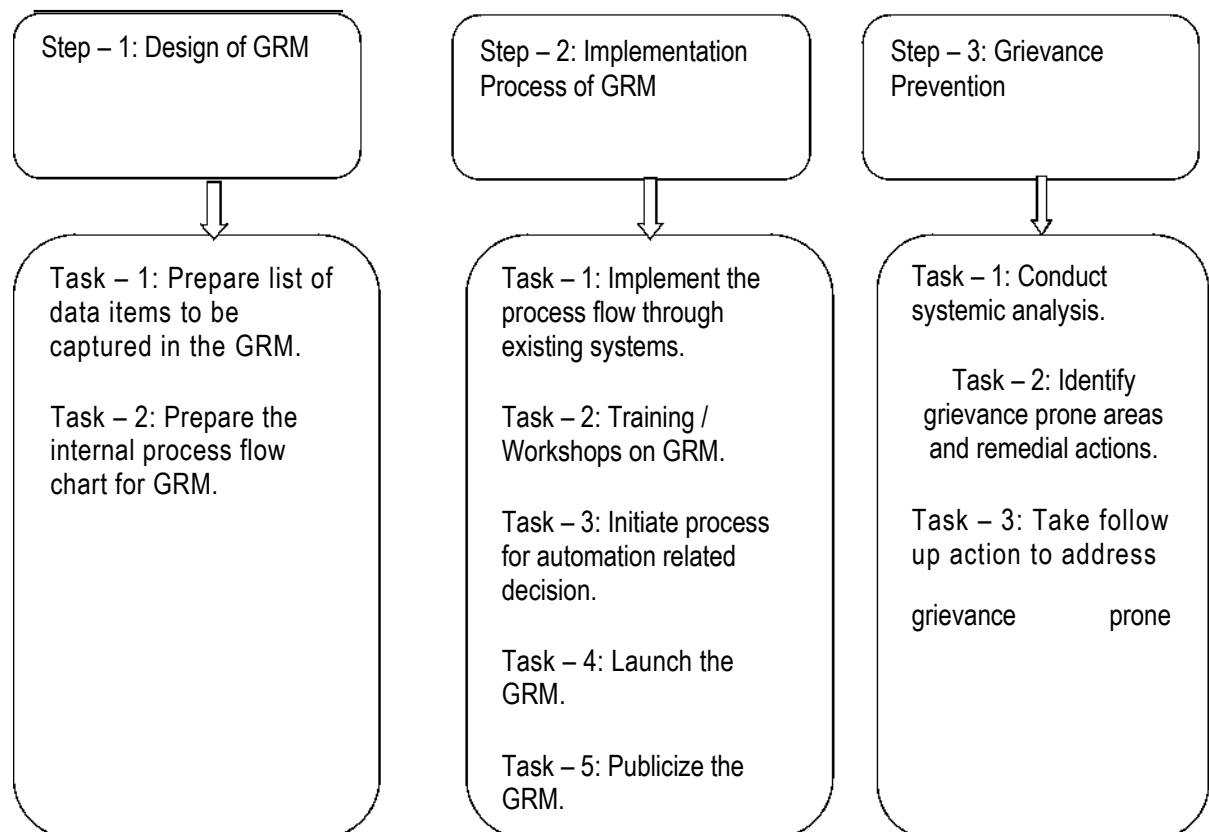 Step – 1: Design of GRM
Task – 1: Prepare list of
data items to be
captured in the GRM.
Task – 2: Prepare the
internal process flow
chart for GRM.
Step – 2: Implementation
Process of GRM
Task – 1: Implement the
process flow through
existing systems.
Task – 2: Training /
Workshops on GRM.
Task – 3: Initiate process
for automation related
decision.
Task – 4: Launch the
GRM.
Task – 5: Publicize the
GRM.
Step – 3: Grievance
Prevention
Task – 1: Conduct
systemic analysis.
Task – 2: Identify
grievance prone areas
and remedial actions.
Task – 3: Take follow
up action to address
grievance prone